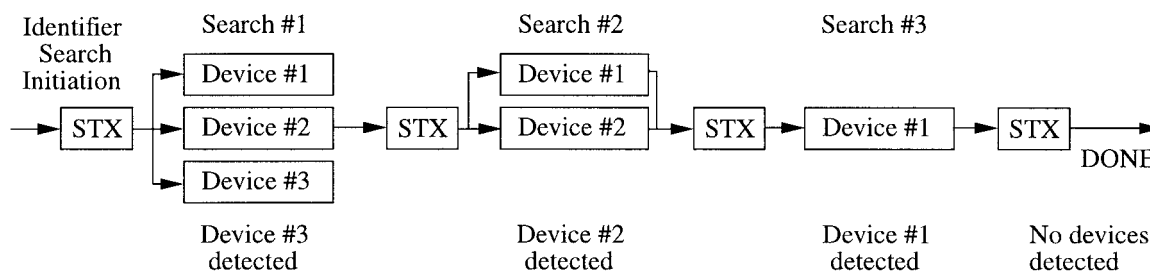 Identifier
Search
Initiation
Search #1
Search #2
Search #3
STX
Device #1
Device #2
Device #3
STX
Device #1
Device #2
STX
Device #1
STX
DONE
Device #3
detected
Device #2
detected
Device #1
detected
No devices
detected